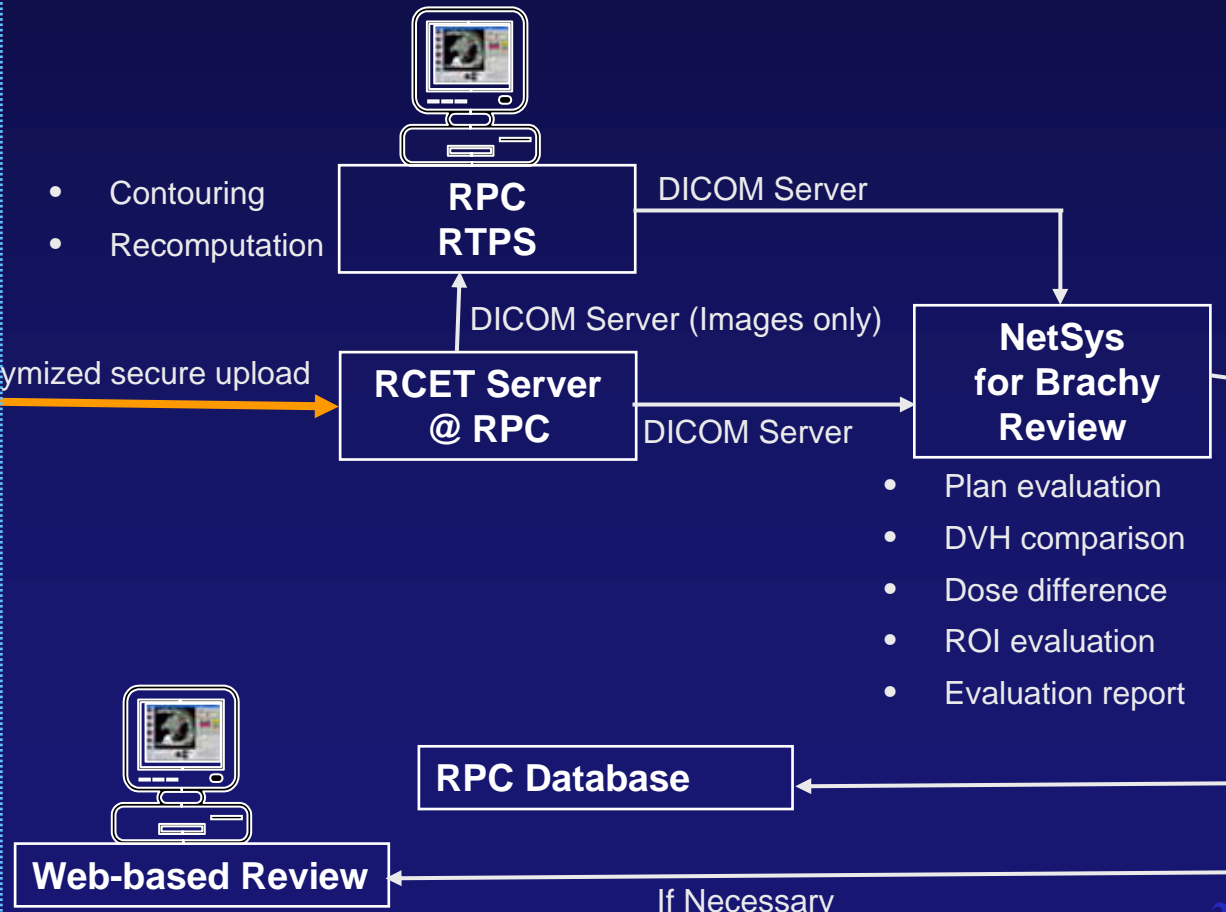 • Contouring
• Recomputation
RPC
RTPS
DICOM Server
DICOM Server (Images only)
ymized secure upload
RCET Server
@ RPC
DICOM Server
NetSys
for Brachy
Review
• Plan evaluation
• DVH comparison
• Dose difference
• ROI evaluation
• Evaluation report
RPC Database
Web-based Review
If Necessary